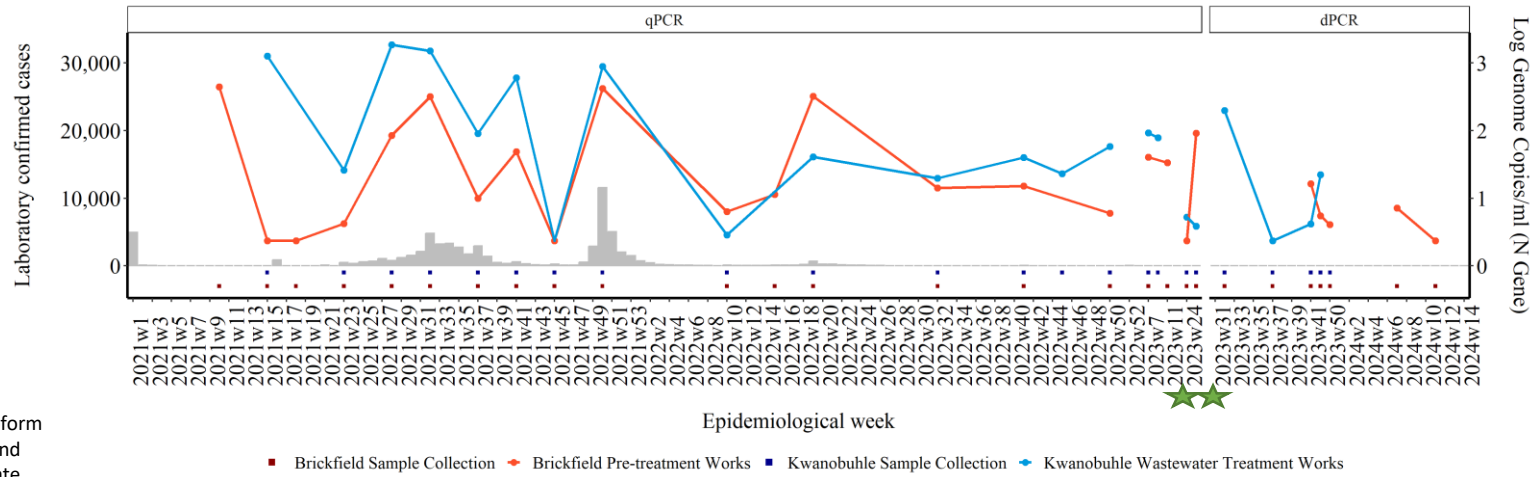 qPCR
dPCR
Laboratory confirmed cases
30,000
20,000
10,000
0
3
2
1
0
Log Genome Copies/ml (N Gene)
2021w1
2021w3
2021w5
2021w7
2021w9
2021w11
2021w13
2021w15
2021w17
2021w19
2021w21
2021w23
2021w25
2021w27
2021w29
2021w31
2021w33
2021w35
2021w37
2021w39
2021w41
2021w43
2021w45
2021w47
2021w49
2021w51
2022w2
2022w4
2022w6
2022w8
2022w10
2022w12
2022w14
2022w16
2022w18
2022w20
2022w22
2022w24
2022w26
2022w28
2022w30
2022w32
2022w34
2022w36
2022w38
2022w40
2022w42
2022w44
2022w46
2022w48
2022w50
2022w52
2023w7
2023w11
2023w24
2023w31
2023w33
2023w35
2023w37
2023w39
2023w41
2023w50
2024w2
2024w4
2024w6
2024w8
2024w10
2024w12
2024w14
Epidemiological week
form
Brickfield Sample Collection Brickfield Pre-treatment Works Kwanobuhle Sample Collection Kwanobuhle Wastewater Treatment Works